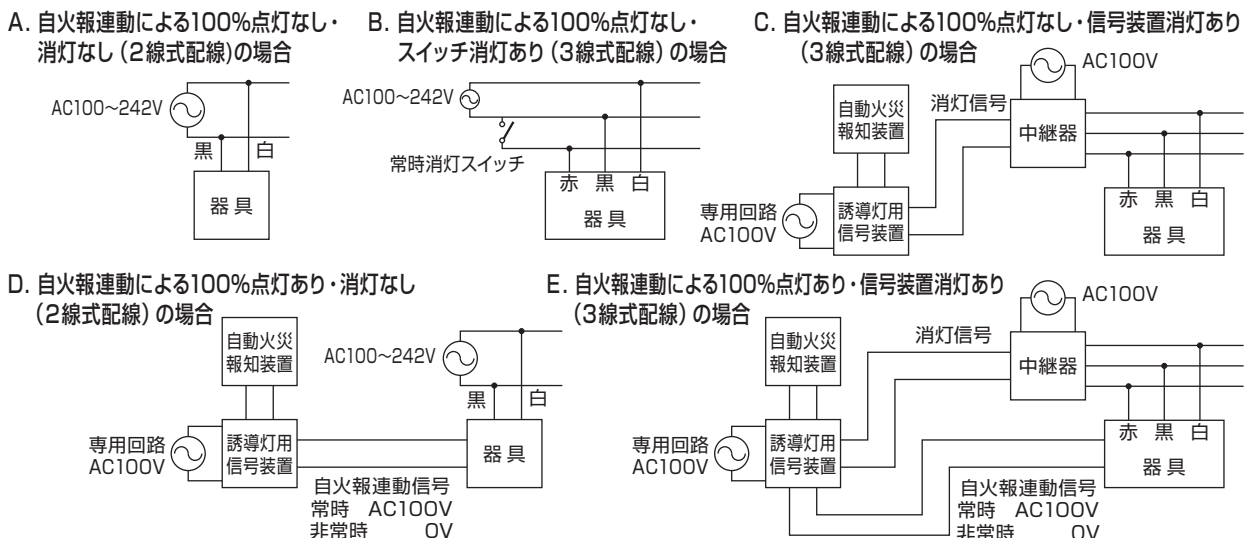 A. 自火報連動による100%点灯なし・
消灯なし(2線式配線)の場合
AC100~242V
黒
白
器具
B. 自火報連動による100%点灯なし・
スイッチ消灯あり(3線式配線)の場合
AC100~242V
常時消灯スイッチ
赤 黒 白
器具
C. 自火報連動による100%点灯なし・信号装置消灯あり
(3線式配線)の場合
AC100V
自動火災
報知装置
消灯信号
中継器
専用回路
AC100V
誘導灯用
信号装置
赤 黒 白
器具
D. 自火報連動による100%点灯あり・消灯なし
(2線式配線)の場合
自動火災
報知装置
AC100~242V
黒
白
専用回路
AC100V
誘導灯用
信号装置
器具
自火報連動信号
常時 AC100V
非常時 0V
E. 自火報連動による100%点灯あり・信号装置消灯あり
(3線式配線)の場合
AC100V
自動火災
報知装置
消灯信号
中継器
専用回路
AC100V
誘導灯用
信号装置
赤 黒 白
器具
自火報連動信号
常時 AC100V
非常時 0V